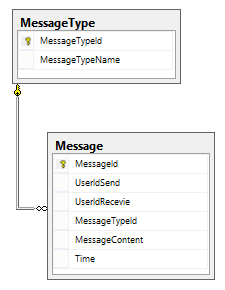 MessageType
MessageTypeId
MessageTypeName
Message
MessageId
UserIdSend
UserIdRecevie
MessageTypeId
MessageContent
Time